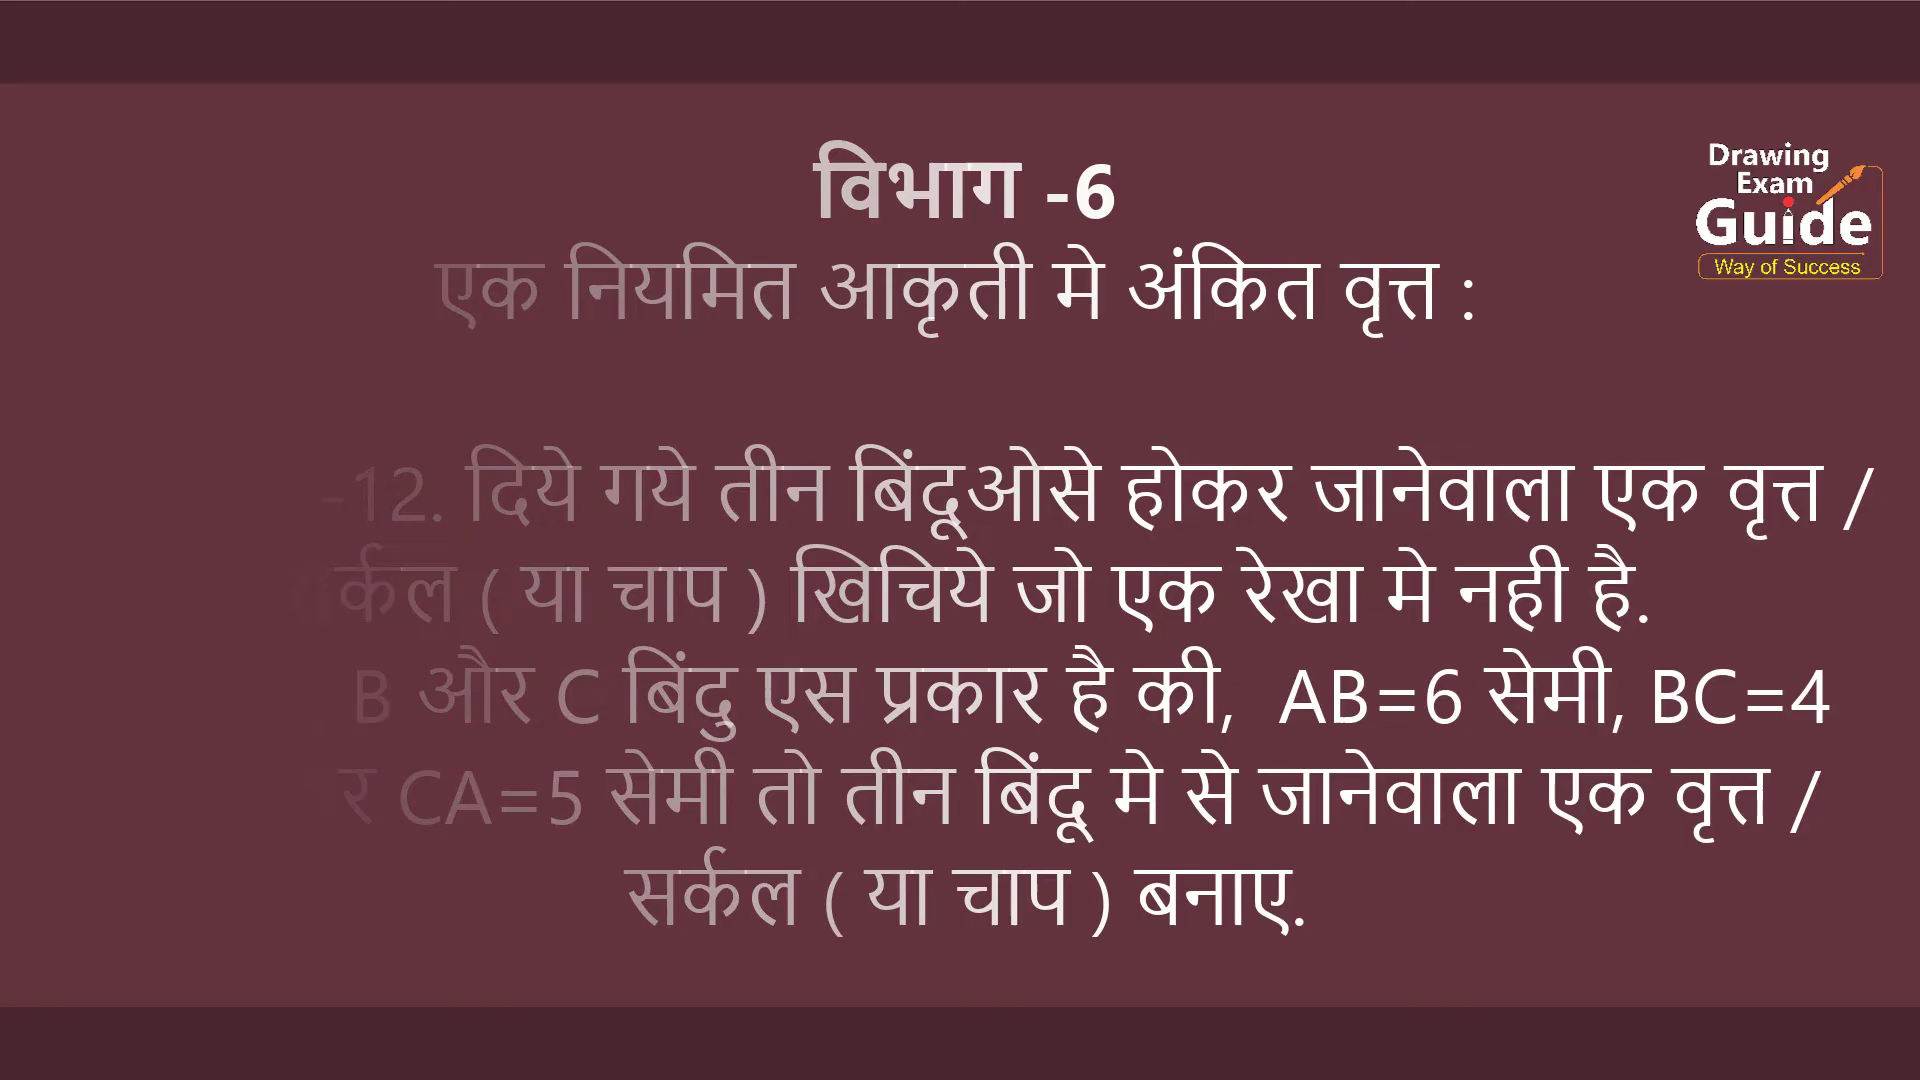 विभाग -6
एक नियमित आकृती मे अंकित वृत्त :
Drawing
Exam
Guide
Way of Success
-12. दिये गये तीन बिंदूओसे होकर जानेवाला एक वृत्त /
र्कल ( या चाप ) खिचिये जो एक रेखा मे नही है.
B और C बिंदु एस प्रकार है की, AB=6 सेमी, BC=4
र CA=5 सेमी तो तीन बिंदू मे से जानेवाला एक वृत्त /
सर्कल ( या चाप ) बनाए.